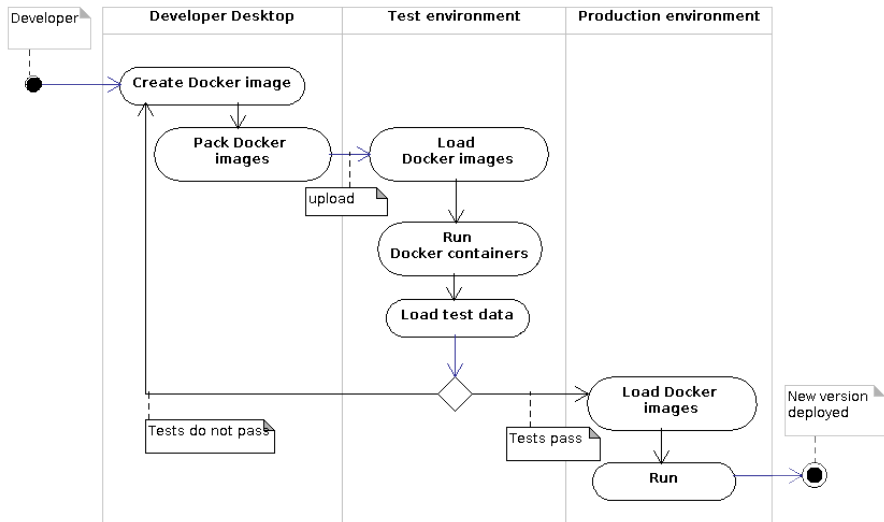 Developer
Developer Desktop
Test environment
Production environment
Create Docker image
Pack Docker
images
Load
Docker images
upload
Run
Docker containers
Load test data
Tests do not pass
Tests pass
Load Docker
images
New version
deployed
Run